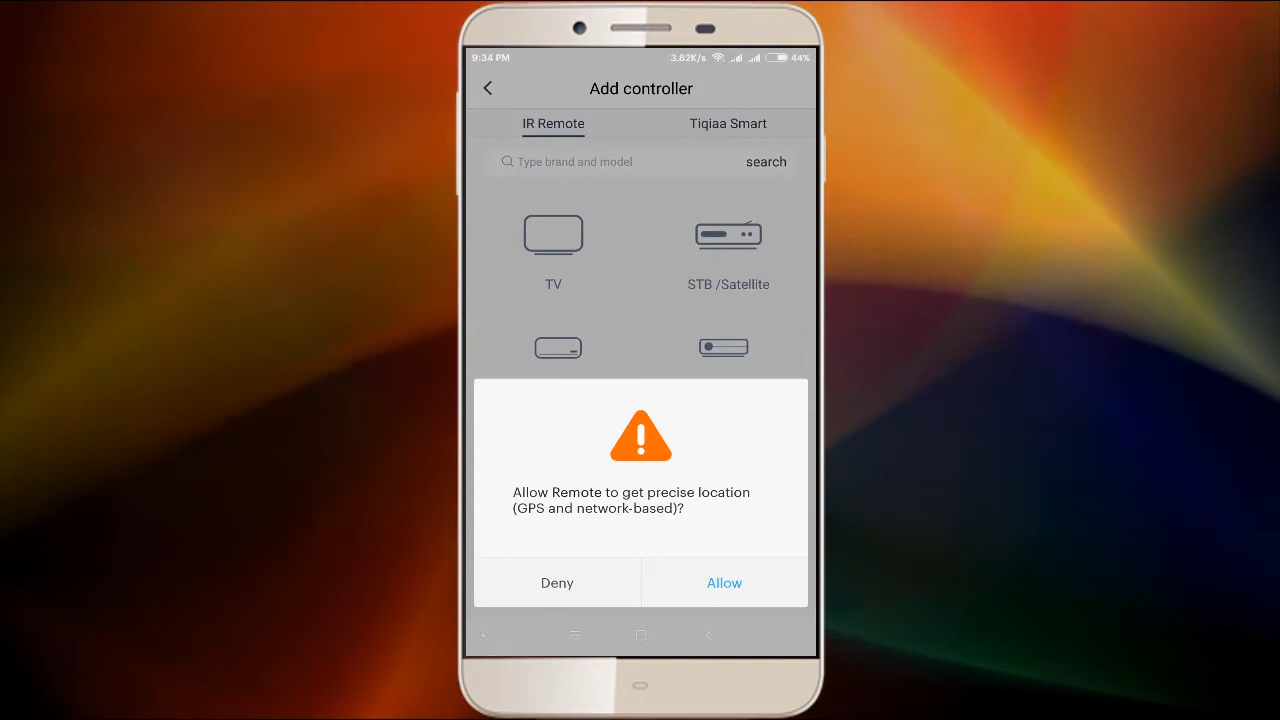 9:34 PM 3.82K/s 44%
Add controller
IR Remote Tiqiaa Smart
Type brand and model search
TV STB /Satellite
Allow Remote to get precise location
(GPS and network-based)?
Deny Allow